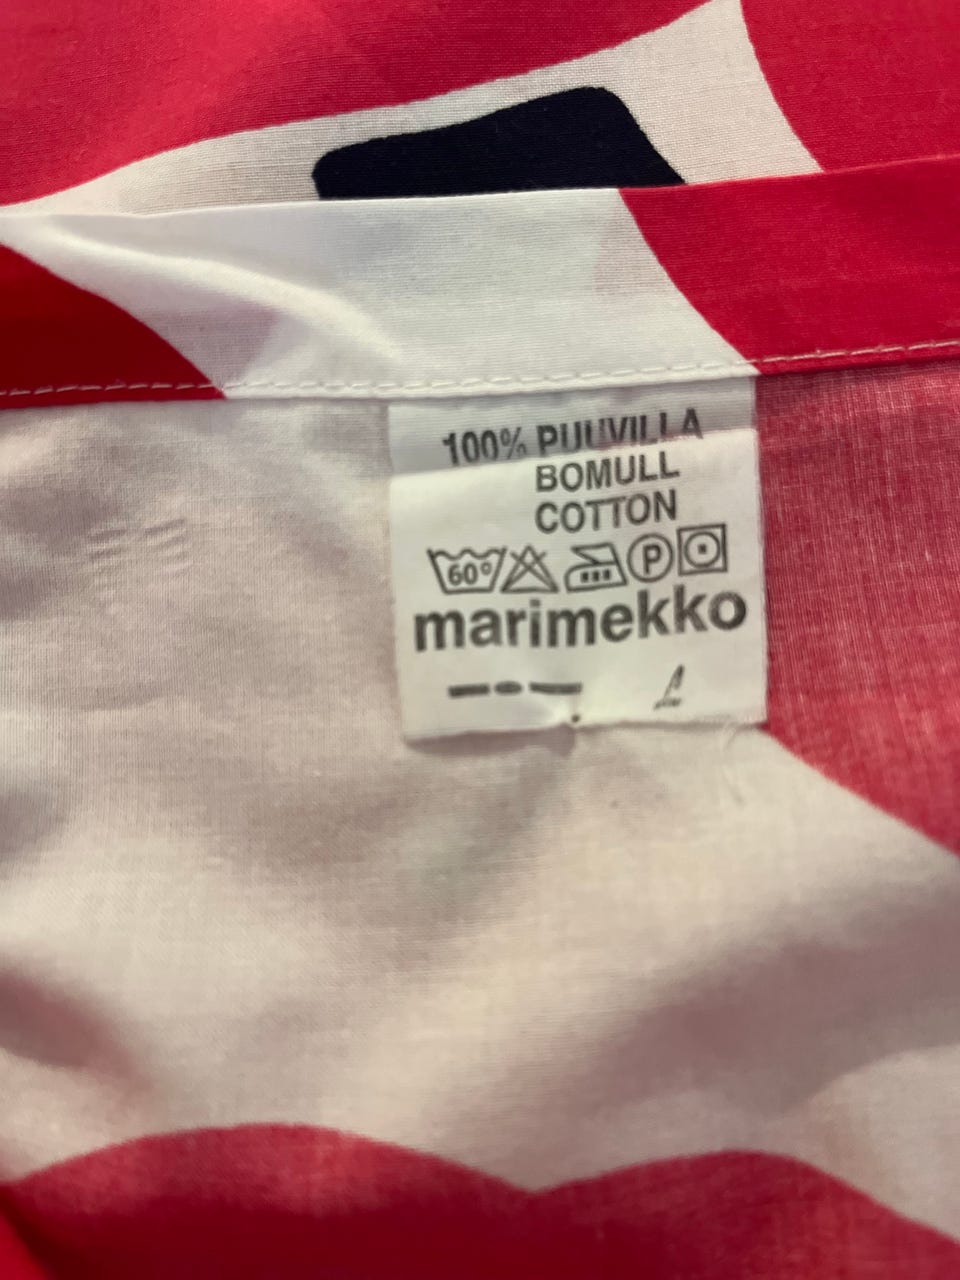 100% PUUVILLA
BOMULL
COTTON
60° P
marimekko